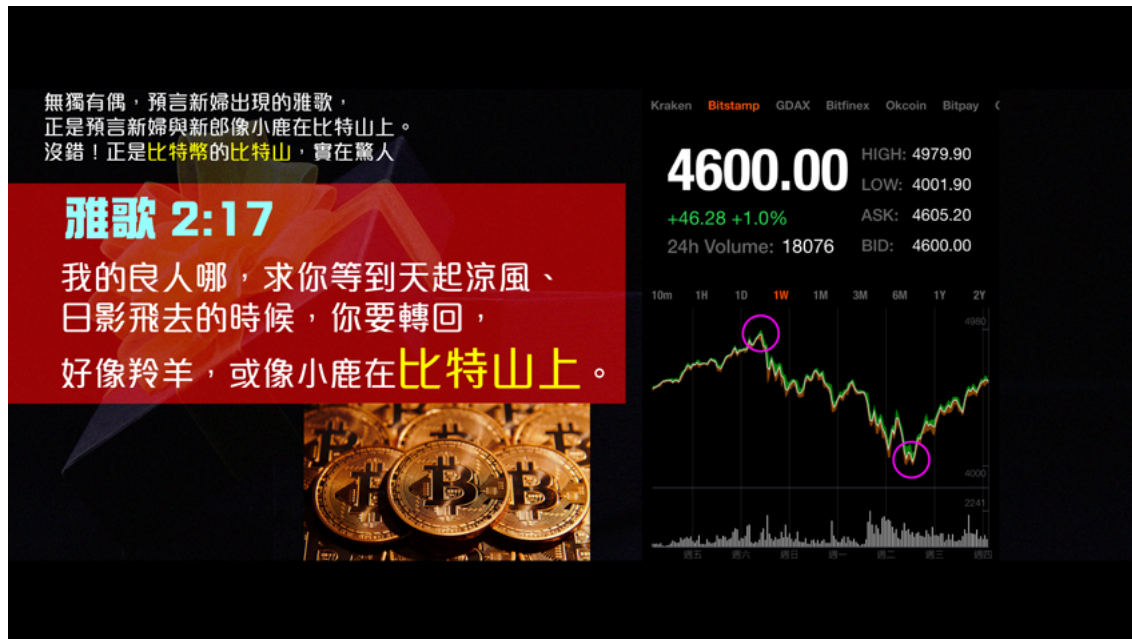 無獨有偶，預言新婦出現的雅歌，
正是預言新婦與新郎像小鹿在比特山上。
沒錯！正是比特幣的比特山，實在驚人
雅歌 2:17
我的良人哪，求你等到天起涼風、
日影飛去的時候，你要轉回，
好像羚羊，或像小鹿在比特山上。
Kraken Bitstamp GDAX Bitfinex Okcoin Bitpay
4600.00
HIGH: 4979.90
LOW: 4001.90
+46.28 +1.0%
ASK: 4605.20
24h Volume: 18076
BID: 4600.00
10m 1H 1D 1W 1M 3M 6M 1Y 2Y
4980
4000
2241
週五 週六 週日 週一 週二 週三 週四